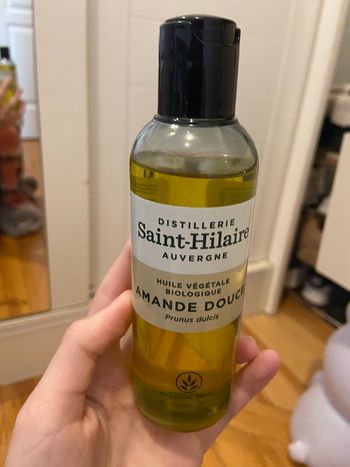 DISTILLERIE
Saint-Hilaire
AUVERGNE
HUILE VÉGÉTALE
BIOLOGIQUE
AMANDE DOUCE
Prunus dulcis